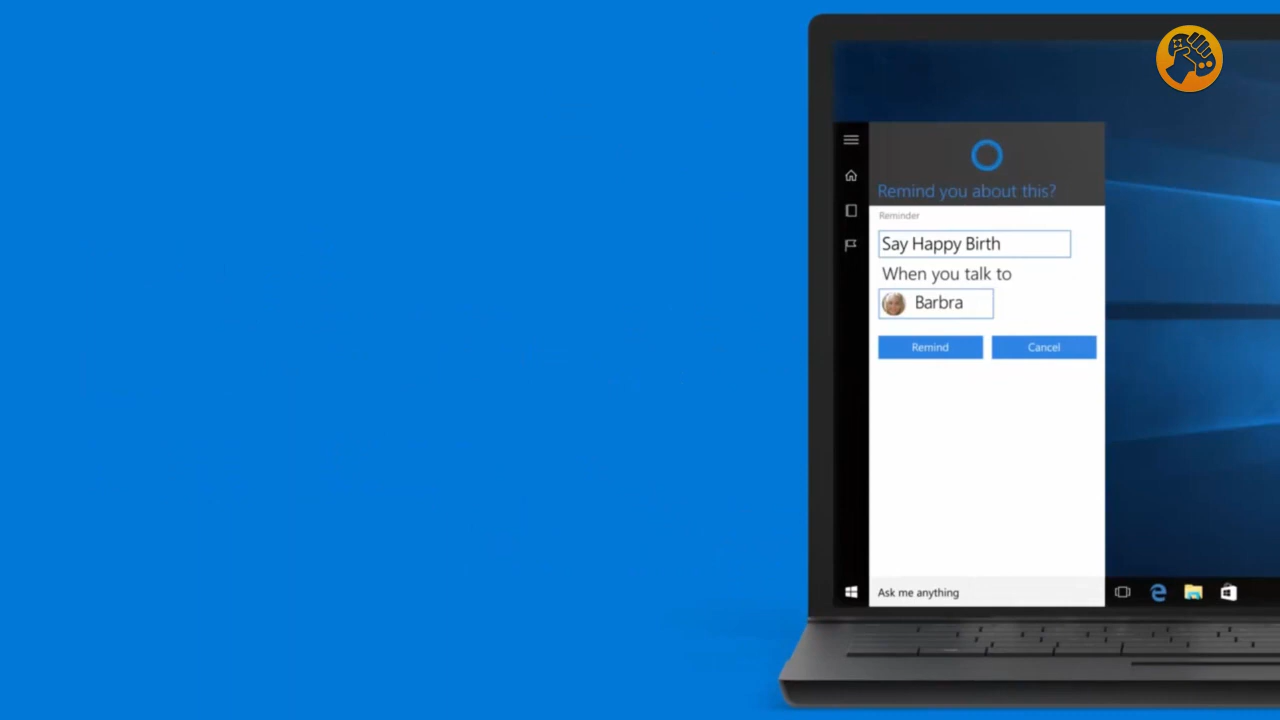 Remind you about this?
Reminder
Say Happy Birth
When you talk to
Barbra
Remind
Cancel
Ask me anything